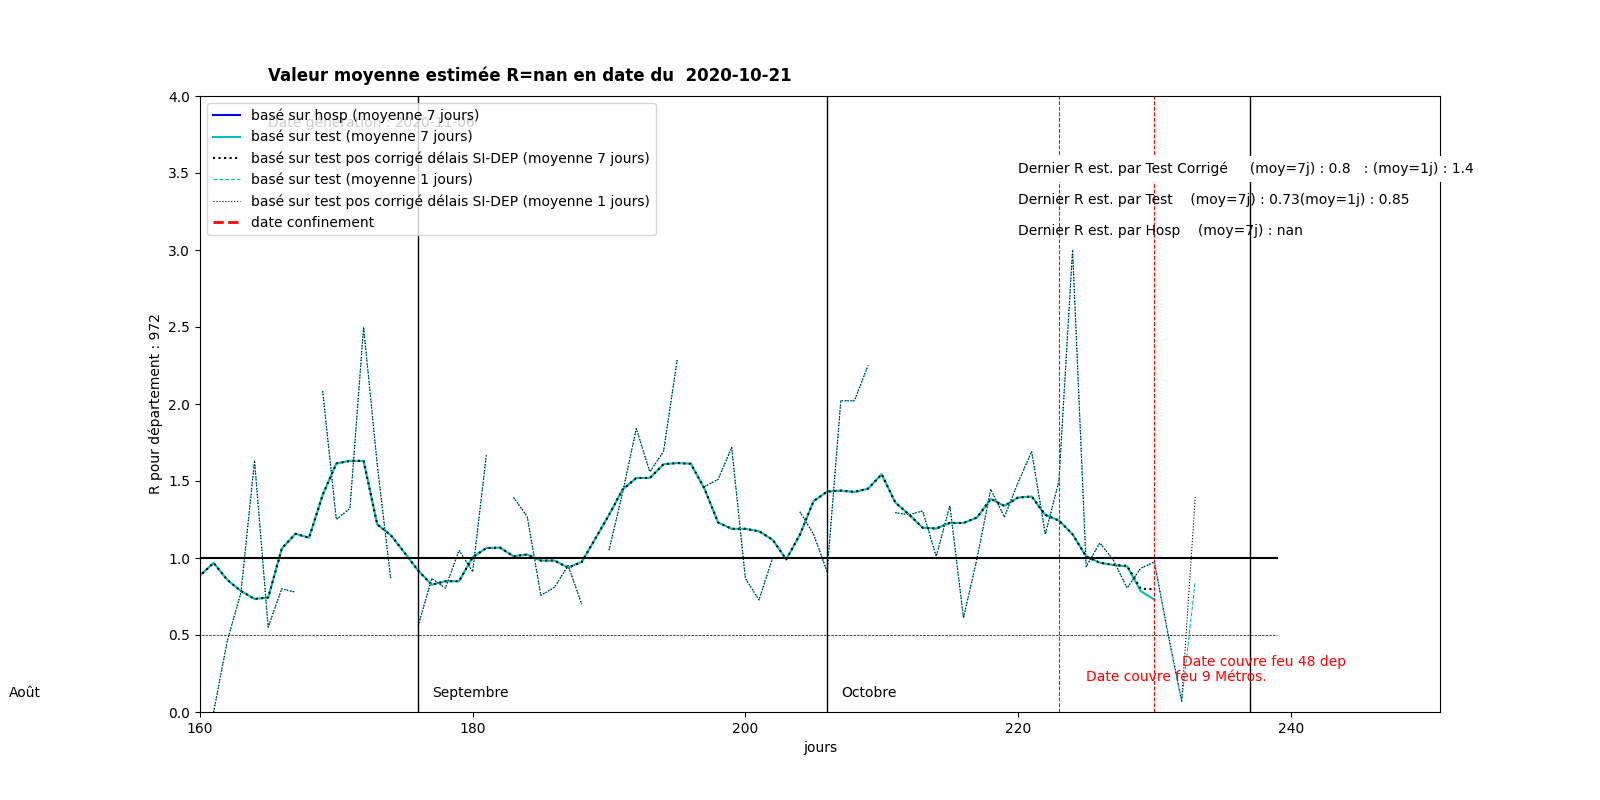 Valeur moyenne estimée R=nan en date du  2020-10-21
Date génération : 2020-11-06
basé sur hosp (moyenne 7 jours)
basé sur test (moyenne 7 jours)
basé sur test pos corrigé délais SI-DEP (moyenne 7 jours)
basé sur test (moyenne 1 jours)
basé sur test pos corrigé délais SI-DEP (moyenne 1 jours)
date confinement
Dernier R est. par Test Corrigé     (moy=7j) : 0.8   : (moy=1j) : 1.4
Dernier R est. par Test    (moy=7j) : 0.73(moy=1j) : 0.85
Dernier R est. par Hosp    (moy=7j) : nan
4.0
3.5
3.0
2.5
2.0
1.5
1.0
0.5
0.0
R pour département : 972
Date couvre feu 48 dep
Date couvre feu 9 Métros.
Août
Septembre
Octobre
160 180 200 220 240
jours